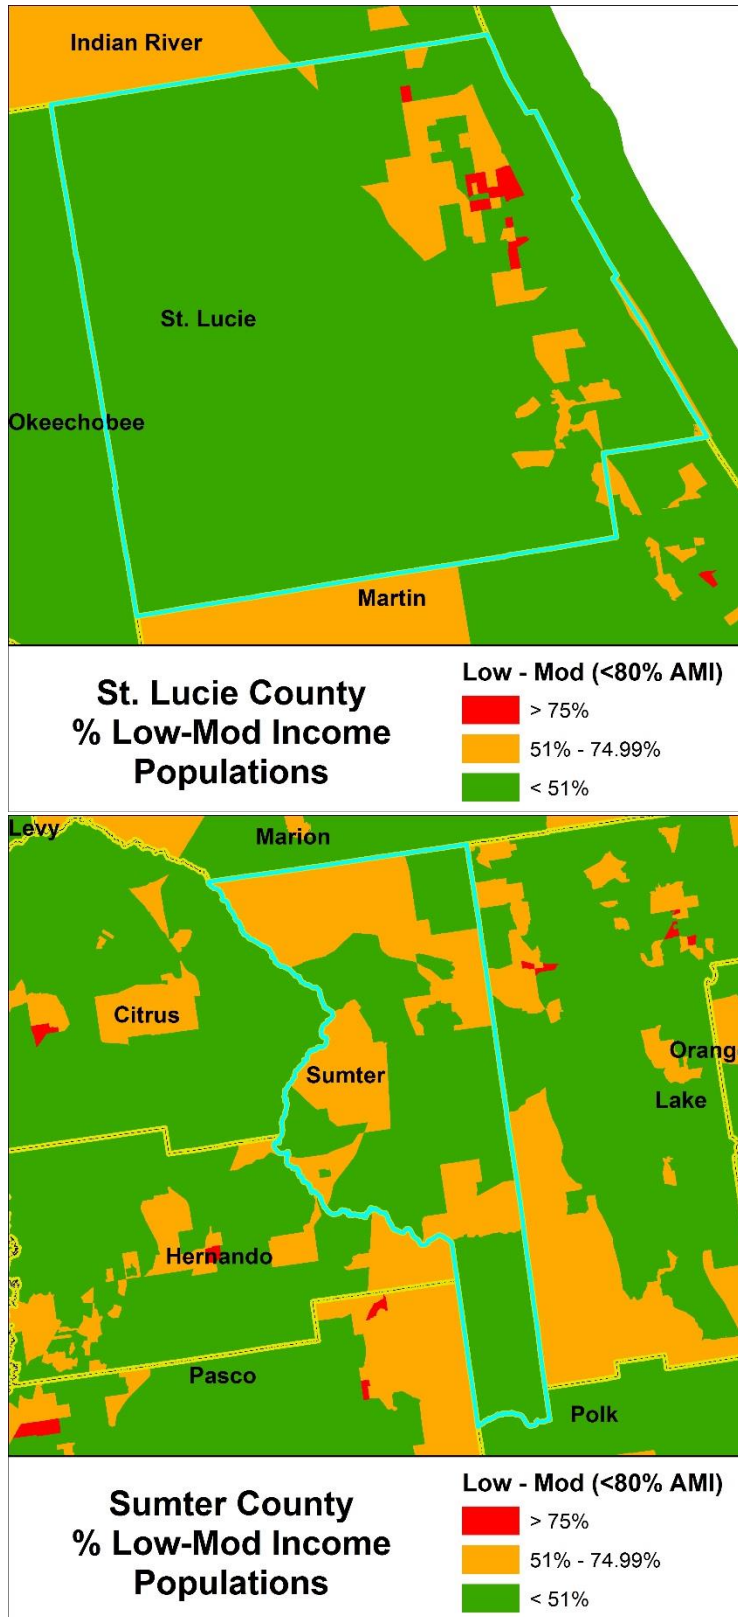 Indian River
St. Lucie
Okeechobee
Martin
St. Lucie County
% Low-Mod Income
Populations
Low - Mod (<80% AMI)
> 75%
51% - 74.99%
< 51%
Levy
Marion
Citrus
Sumter
Orang
Lake
Hernando
Pasco
Polk
Sumter County
% Low-Mod Income
Populations
Low - Mod (<80% AMI)
> 75%
51% - 74.99%
< 51%